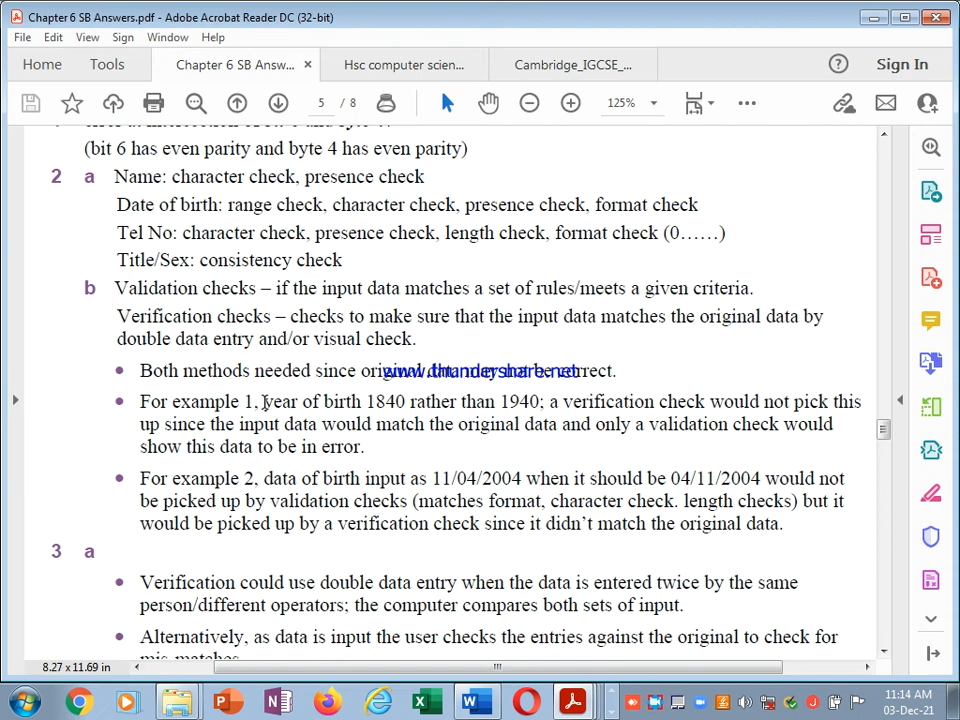 Chapter 6 SB Answers.pdf - Adobe Acrobat Reader DC (32-bit)
File Edit View Sign Window Help
Home Tools Chapter 6 SB Answ... × Hsc computer scien... Cambridge_IGCSE_... Sign In
5 / 8 125%
(bit 6 has even parity and byte 4 has even parity)
2 a Name: character check, presence check
Date of birth: range check, character check, presence check, format check
Tel No: character check, presence check, length check, format check (0……)
Title/Sex: consistency check
b Validation checks – if the input data matches a set of rules/meets a given criteria.
Verification checks – checks to make sure that the input data matches the original data by
double data entry and/or visual check.
• Both methods needed since original data may not be correct.
www.thundershare.net
• For example 1, year of birth 1840 rather than 1940; a verification check would not pick this
up since the input data would match the original data and only a validation check would
show this data to be in error.
• For example 2, data of birth input as 11/04/2004 when it should be 04/11/2004 would not
be picked up by validation checks (matches format, character check. length checks) but it
would be picked up by a verification check since it didn’t match the original data.
3 a
• Verification could use double data entry when the data is entered twice by the same
person/different operators; the computer compares both sets of input.
• Alternatively, as data is input the user checks the entries against the original to check for
mis-matches.
8.27 x 11.69 in
11:14 AM
03-Dec-21